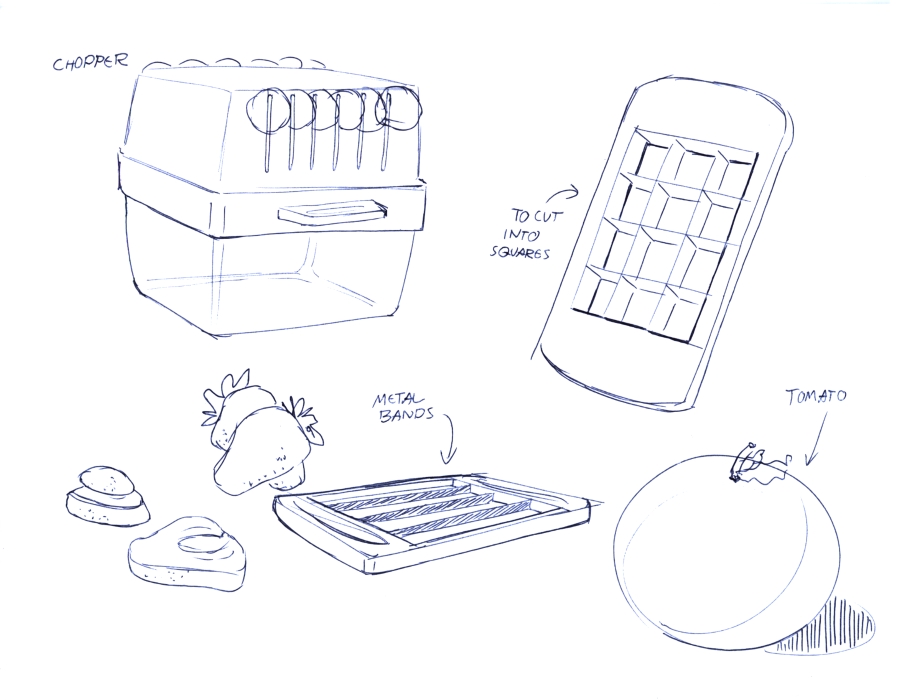 CHOPPER
TO CUT
INTO
SQUARES
METAL
BANDS
TOMATO